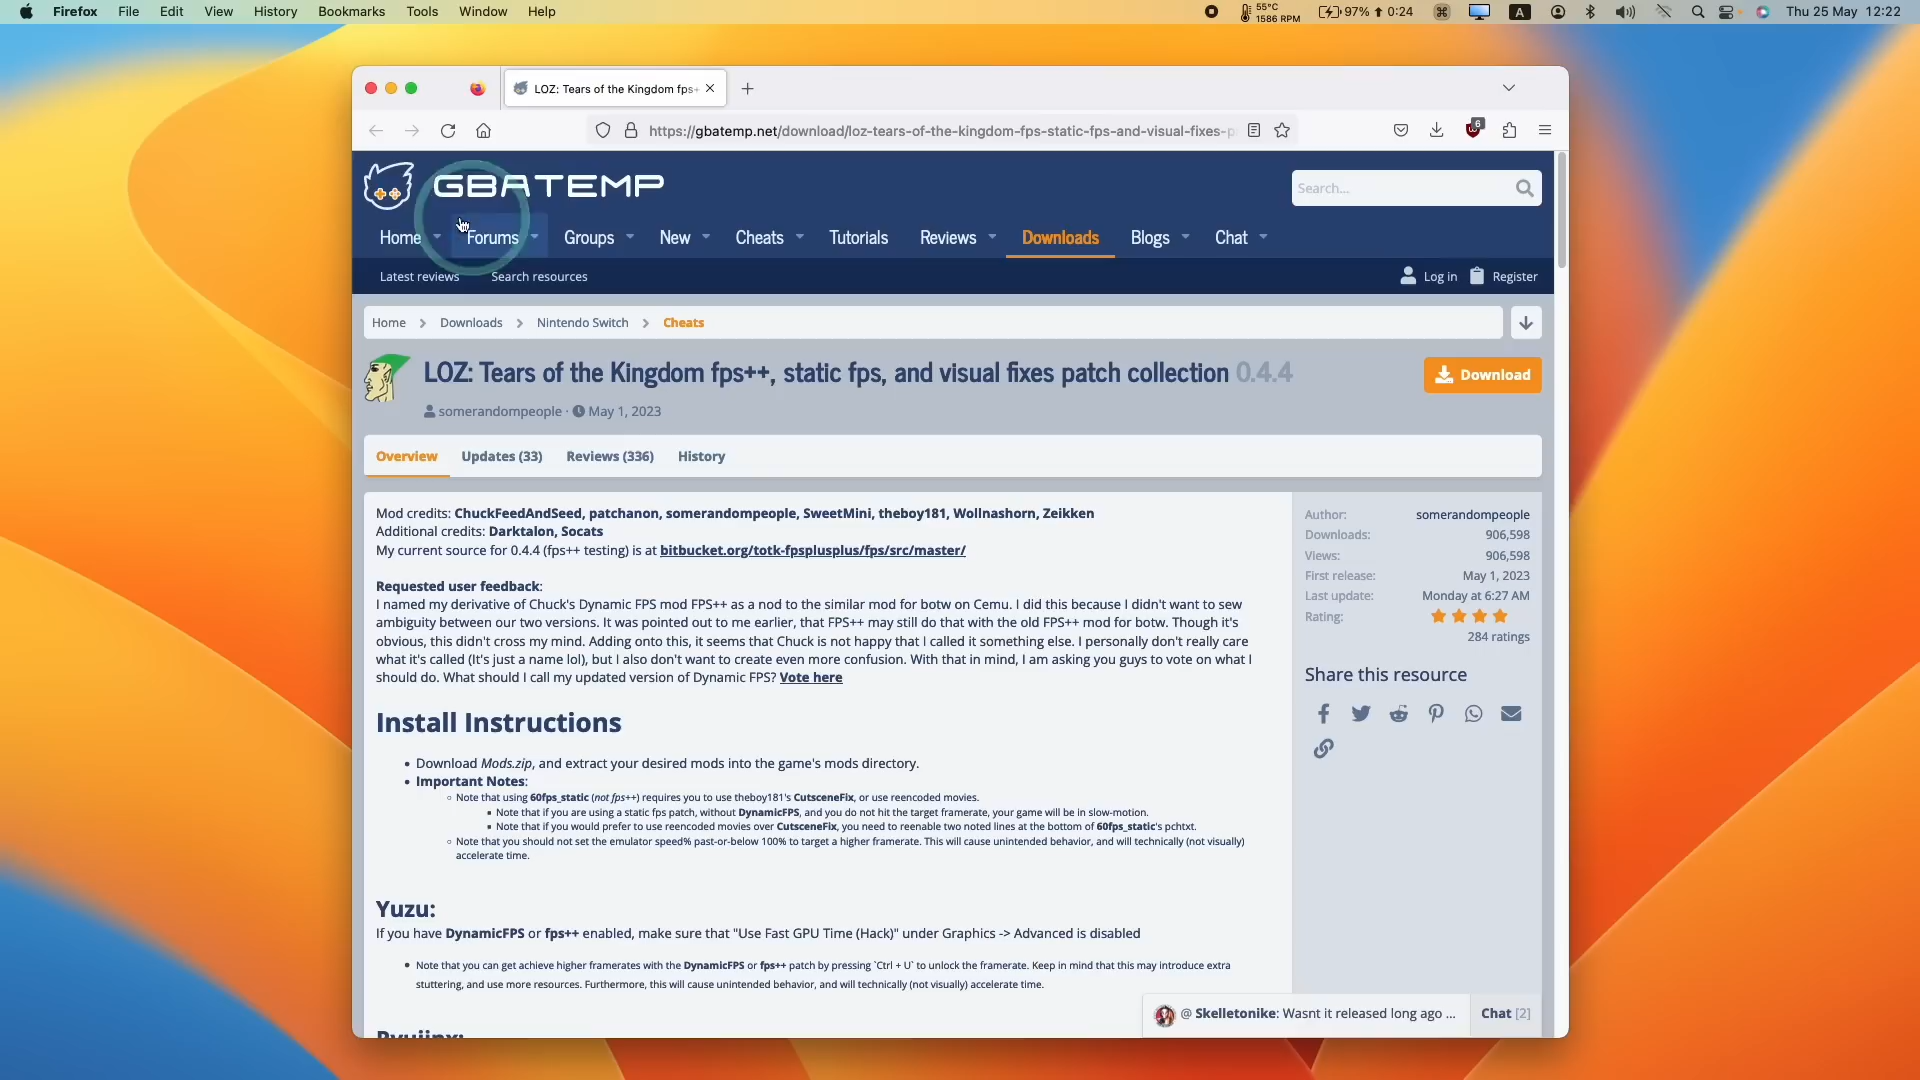 Firefox File Edit View History Bookmarks Tools Window Help
55°C
1586 RPM
97% 0:24
A
Thu 25 May 12:22
LOZ: Tears of the Kingdom fps+
https://gbatemp.net/download/loz-tears-of-the-kingdom-fps-static-fps-and-visual-fixes-p
6
GBATEMP
Search...
Home Forums Groups New Cheats Tutorials Reviews Downloads Blogs Chat
Latest reviews Search resources Log in Register
Home Downloads Nintendo Switch Cheats
LOZ: Tears of the Kingdom fps++, static fps, and visual fixes patch collection 0.4.4
Download
somerandompeople · May 1, 2023
Overview Updates (33) Reviews (336) History
Mod credits: ChuckFeedAndSeed, patchanon, somerandompeople, SweetMini, theboy181, Wollnashorn, Zeikken
Additional credits: Darktalon, Socats
My current source for 0.4.4 (fps++ testing) is at bitbucket.org/totk-fpsplusplus/fps/src/master/
Requested user feedback:
I named my derivative of Chuck's Dynamic FPS mod FPS++ as a nod to the similar mod for botw on Cemu. I did this because I didn't want to sew
ambiguity between our two versions. It was pointed out to me earlier, that FPS++ may still do that with the old FPS++ mod for botw. Though it's
obvious, this didn't cross my mind. Adding onto this, it seems that Chuck is not happy that I called it something else. I personally don't really care
what it's called (It's just a name lol), but I also don't want to create even more confusion. With that in mind, I am asking you guys to vote on what I
should do. What should I call my updated version of Dynamic FPS? Vote here
Install Instructions
• Download Mods.zip, and extract your desired mods into the game's mods directory.
• Important Notes:
Note that using 60fps_static (not fps++) requires you to use theboy181's CutsceneFix, or use reencoded movies.
Note that if you are using a static fps patch, without DynamicFPS, and you do not hit the target framerate, your game will be in slow-motion.
Note that if you would prefer to use reencoded movies over CutsceneFix, you need to reenable two noted lines at the bottom of 60fps_static's pchtxt.
Note that you should not set the emulator speed% past-or-below 100% to target a higher framerate. This will cause unintended behavior, and will technically (not visually)
accelerate time.
Yuzu:
If you have DynamicFPS or fps++ enabled, make sure that "Use Fast GPU Time (Hack)" under Graphics -> Advanced is disabled
• Note that you can get achieve higher framerates with the DynamicFPS or fps++ patch by pressing `Ctrl + U` to unlock the framerate. Keep in mind that this may introduce extra
stuttering, and use more resources. Furthermore, this will cause unintended behavior, and will technically (not visually) accelerate time.
Ryujinx:
Author: somerandompeople
Downloads: 906,598
Views: 906,598
First release: May 1, 2023
Last update: Monday at 6:27 AM
Rating:
284 ratings
Share this resource
@ Skelletonike: Wasnt it released long ago ...
Chat [2]